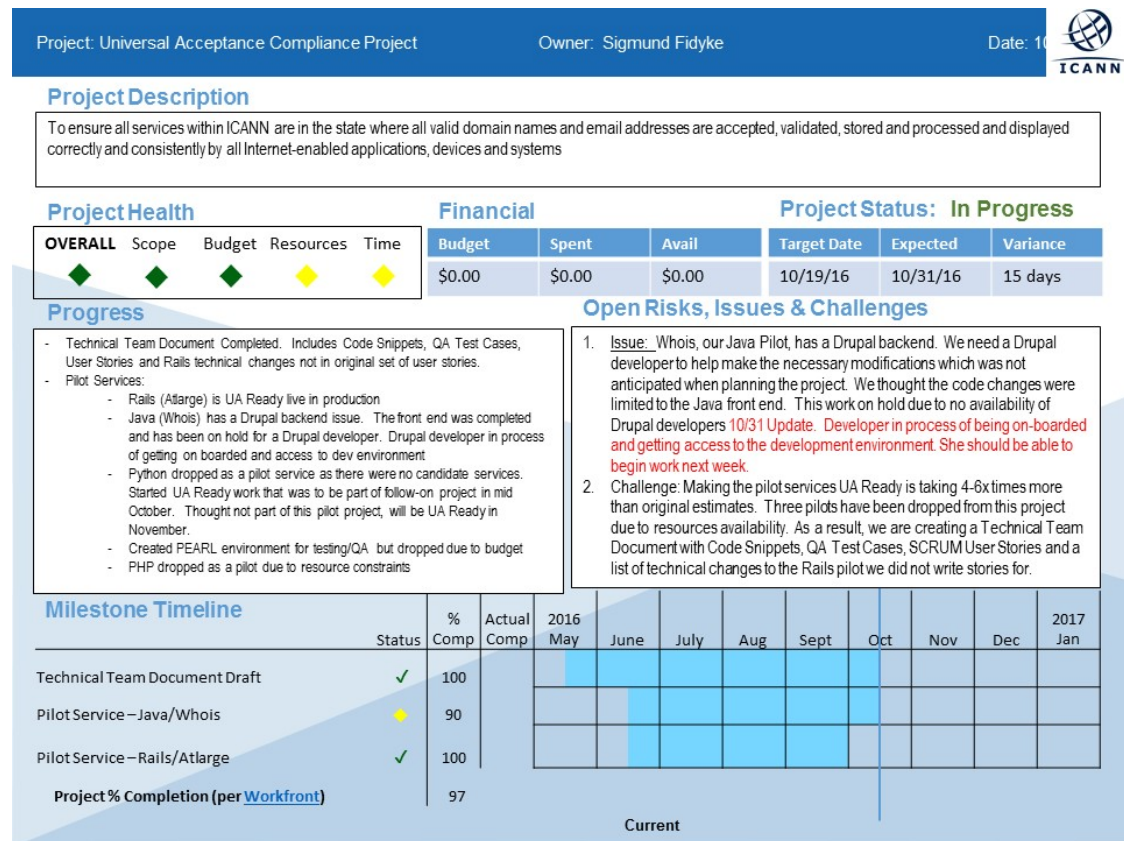 Project: Universal Acceptance Compliance Project Owner: Sigmund Fidyke Date: 10
ICANN
Project Description
To ensure all services within ICANN are in the state where all valid domain names and email addresses are accepted, validated, stored and processed and displayed
correctly and consistently by all Internet-enabled applications, devices and systems
Project Health
OVERALL Scope Budget Resources Time
Financial
Budget Spent Avail
$0.00 $0.00 $0.00
Project Status: In Progress
Target Date Expected Variance
10/19/16 10/31/16 15 days
Progress
- Technical Team Document Completed. Includes Code Snippets, QA Test Cases,
User Stories and Rails technical changes not in original set of user stories.
- Pilot Services:
- Rails (Atlarge) is UA Ready live in production
- Java (Whois) has a Drupal backend issue. The front end was completed
and has been on hold for a Drupal developer. Drupal developer in process
of getting on boarded and access to dev environment
- Python dropped as a pilot service as there were no candidate services.
Started UA Ready work that was to be part of follow-on project in mid
October. Thought not part of this pilot project, will be UA Ready in
November.
- Created PEARL environment for testing/QA but dropped due to budget
- PHP dropped as a pilot due to resource constraints
Open Risks, Issues & Challenges
1. Issue: Whois, our Java Pilot, has a Drupal backend. We need a Drupal
developer to help make the necessary modifications which was not
anticipated when planning the project. We thought the code changes were
limited to the Java front end. This work on hold due to no availability of
Drupal developers 10/31 Update. Developer in process of being on-boarded
and getting access to the development environment. She should be able to
begin work next week.
2. Challenge: Making the pilot services UA Ready is taking 4-6x times more
than original estimates. Three pilots have been dropped from this project
due to resources availability. As a result, we are creating a Technical Team
Document with Code Snippets, QA Test Cases, SCRUM User Stories and a
list of technical changes to the Rails pilot we did not write stories for.
Milestone Timeline
Status % Comp Actual Comp 2016 May June July Aug Sept Oct Nov Dec 2017 Jan
Technical Team Document Draft ✓ 100
Pilot Service – Java/Whois 90
Pilot Service – Rails/Atlarge ✓ 100
Project % Completion (per Workfront) 97
Current